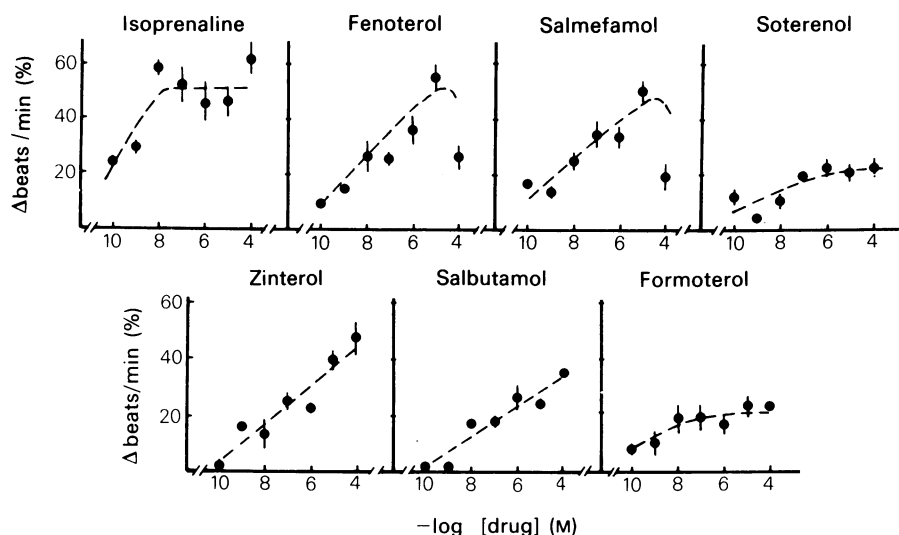 Isoprenaline Fenoterol Salmefamol Soterenol
Δbeats/min (%)
60
40
20
10 8 6 4 10 8 6 4 10 8 6 4 10 8 6 4
Zinterol Salbutamol Formoterol
Δbeats/min (%)
60
40
20
10 8 6 4 10 8 6 4 10 8 6 4
−log [drug] (M)